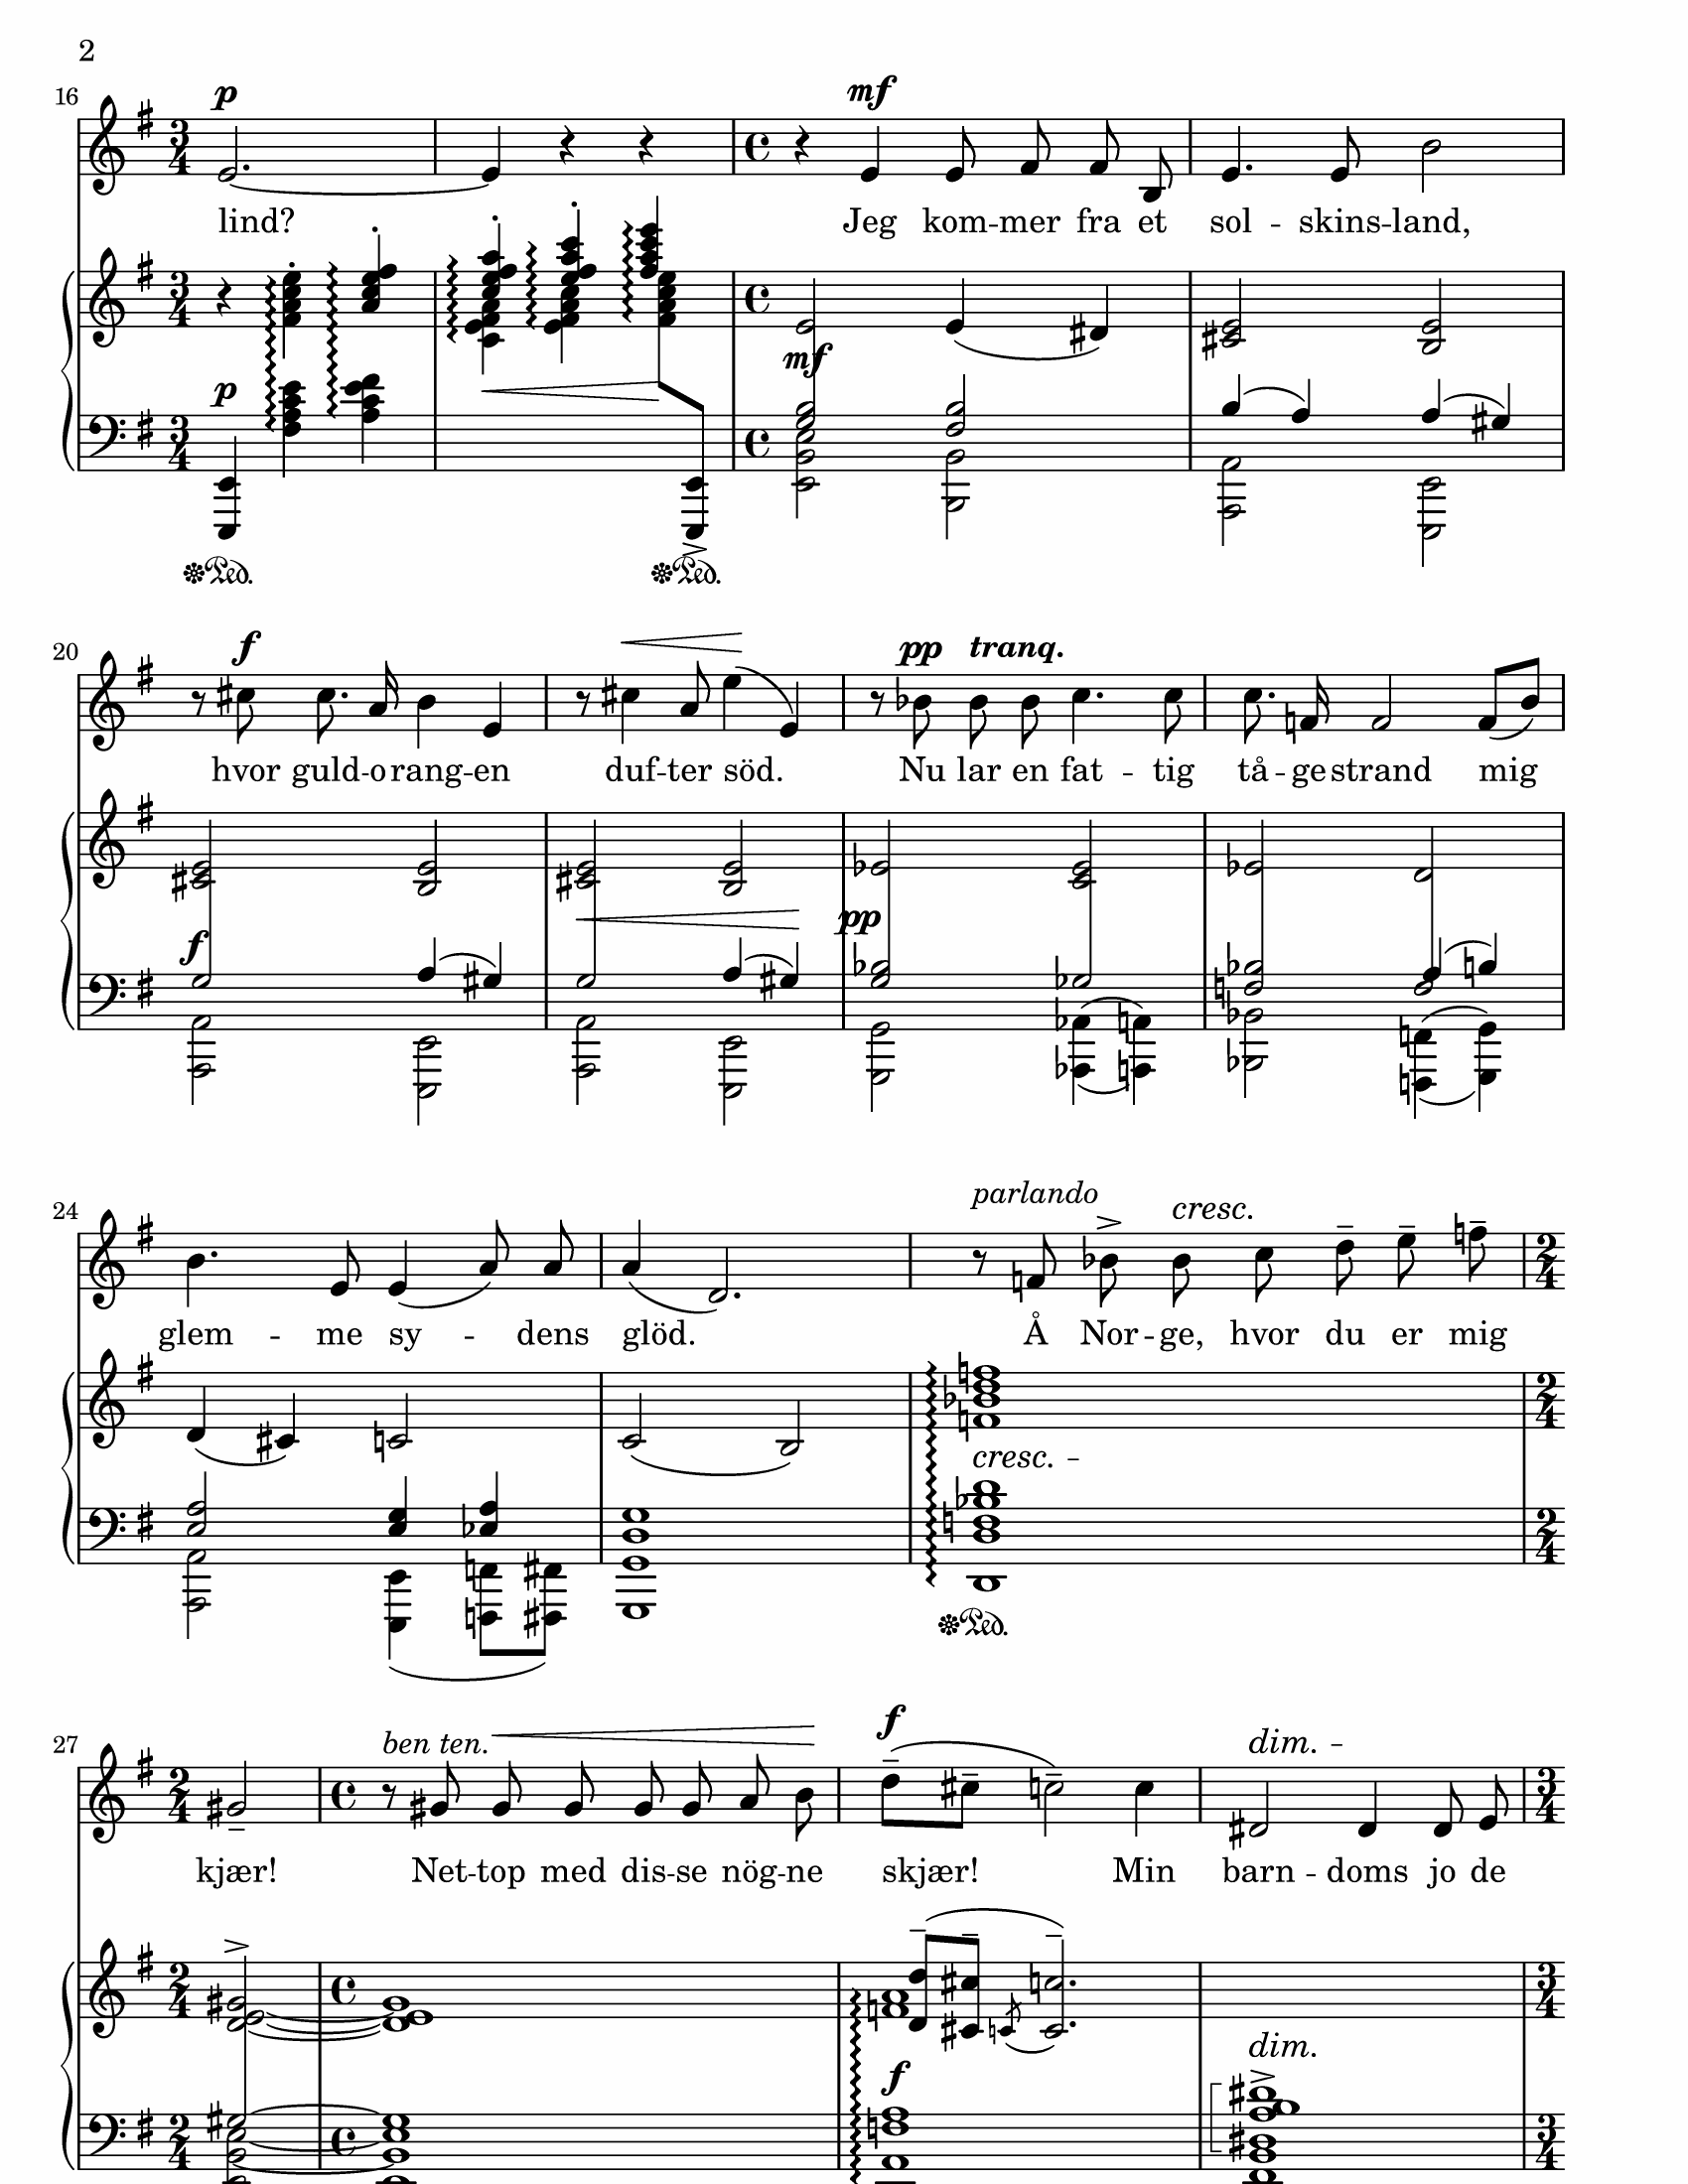 2
16
p
lind?
mf
Jeg kom -- mer fra et sol -- skins -- land,
p
mf
20
f
hvor guld -- o -- rang -- en duf -- ter söd.
pp tranq.
Nu lar en fat -- tig tå -- ge -- strand mig
f
pp
24
glem -- me sy -- dens glöd.
parlando
cresc.
Å Nor -- ge, hvor du er mig
cresc. –
27
kjær!
ben ten.
Net -- top med dis -- se nög -- ne
f
skjær! Min
dim. –
barn -- doms jo de
f
dim.